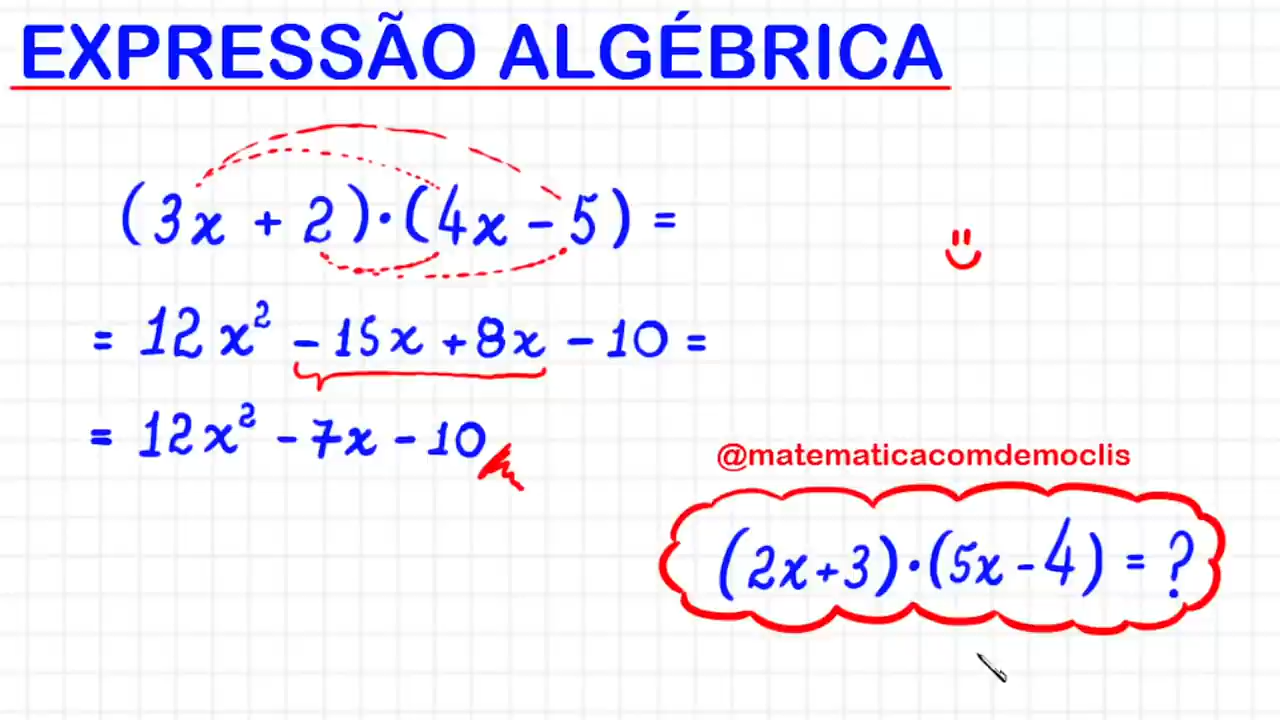 EXPRESSÃO ALGÉBRICA
(3x + 2)·(4x - 5) =
= 12x² - 15x + 8x - 10 =
= 12x² - 7x - 10
@matematicacomdemoclis
(2x+3)·(5x-4) = ?